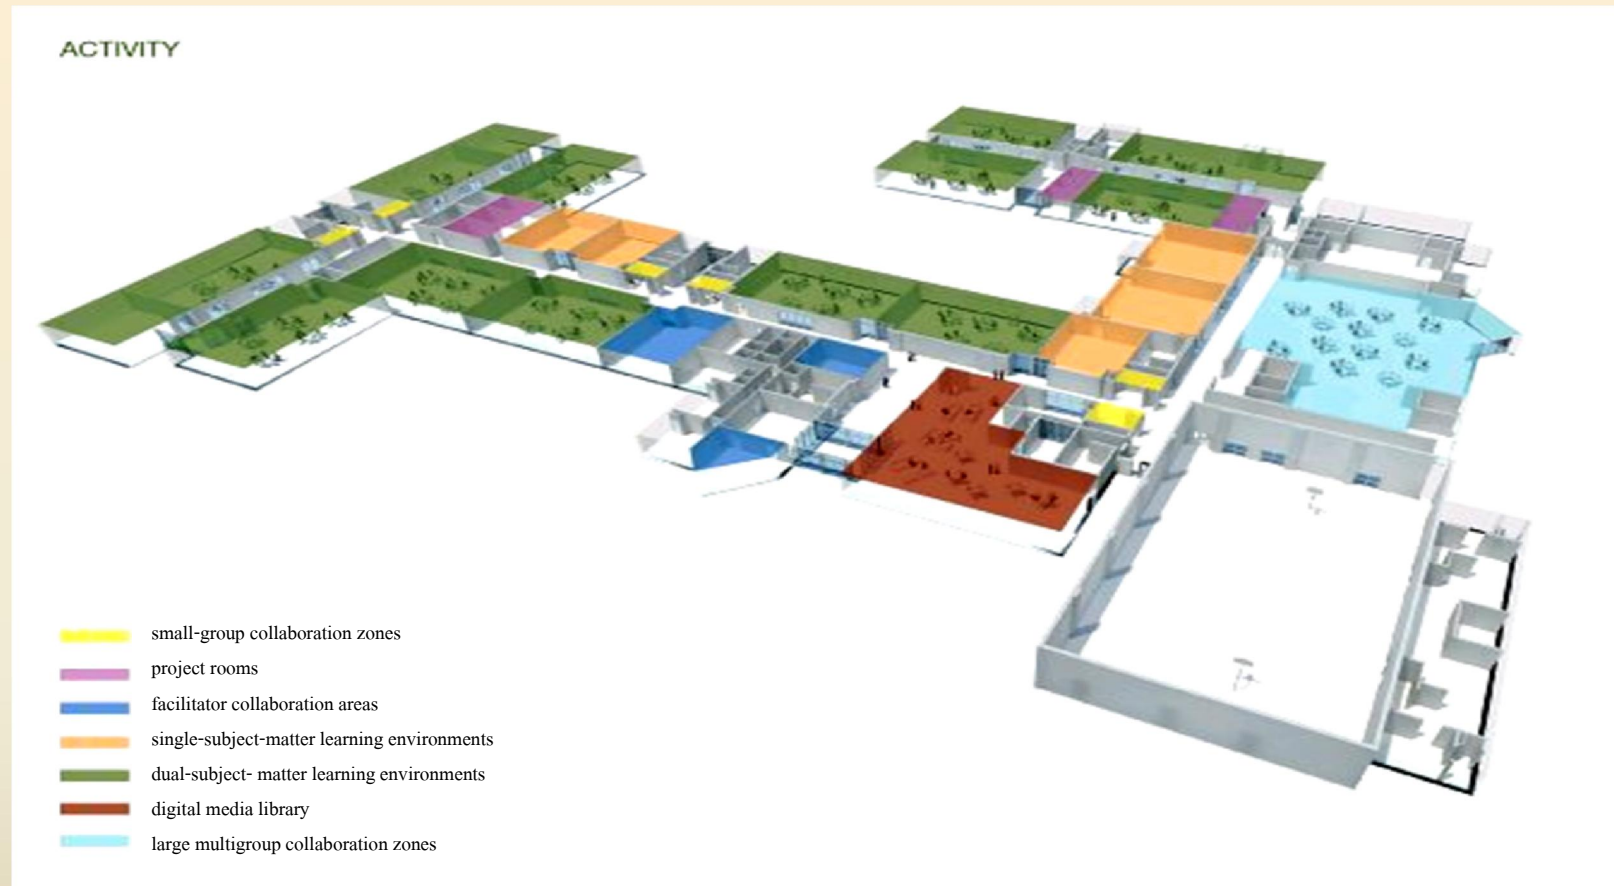 ACTIVITY
small-group collaboration zones
project rooms
facilitator collaboration areas
single-subject-matter learning environments
dual-subject- matter learning environments
digital media library
large multigroup collaboration zones